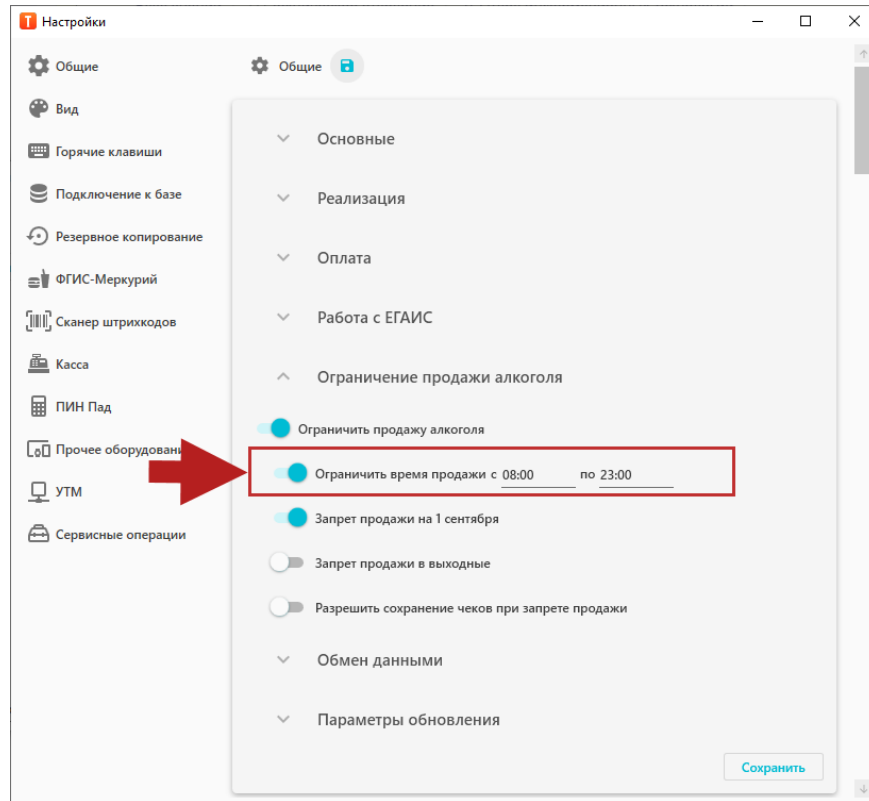 Т Настройки
Общие
Вид
Горячие клавиши
Подключение к базе
Резервное копирование
ФГИС-Меркурий
Сканер штрихкодов
Касса
ПИН Пад
Прочее
УТМ
Сервисные операции
Общие
Основные
Реализация
Оплата
Работа с ЕГАИС
Ограничение продажи алкоголя
Ограничить продажу алкоголя
Ограничить время продажи с 08:00 по 23:00
Запрет продажи на 1 сентября
Запрет продажи в выходные
Разрешить сохранение чеков при запрете продажи
Обмен данными
Параметры обновления
Сохранить